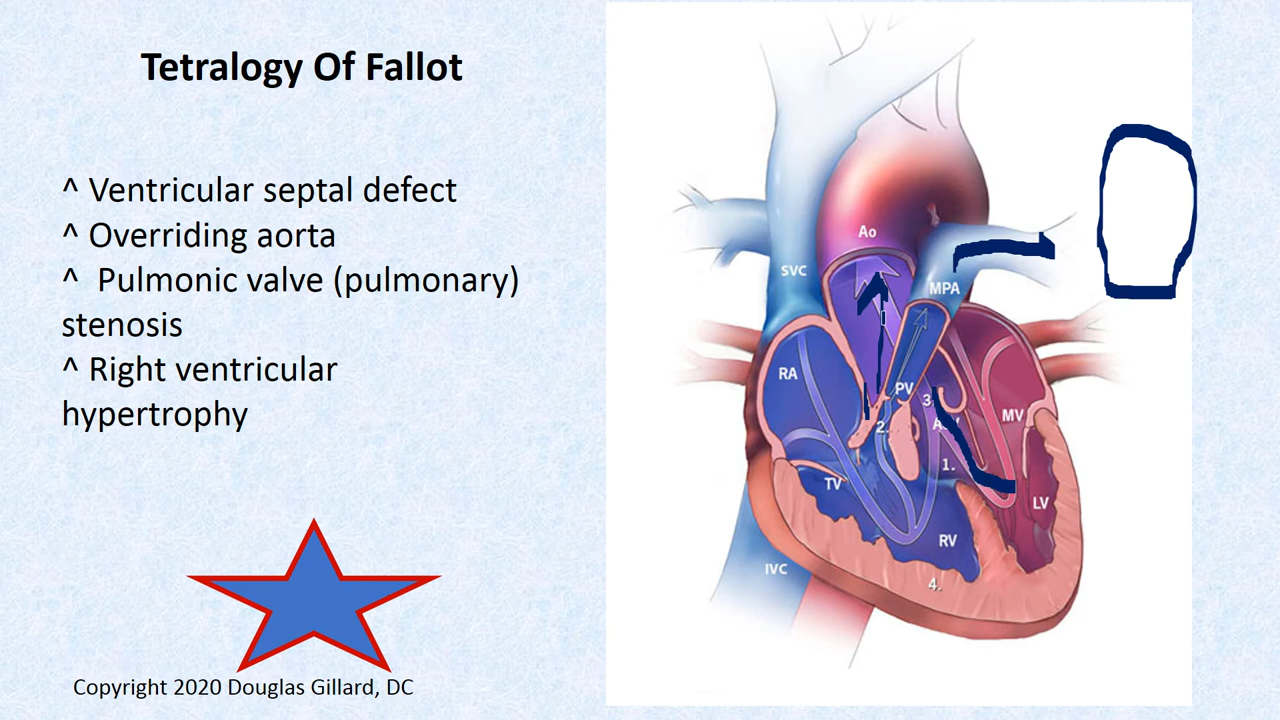 Tetralogy Of Fallot
^ Ventricular septal defect
^ Overriding aorta
^  Pulmonic valve (pulmonary)
stenosis
^ Right ventricular
hypertrophy
Copyright 2020 Douglas Gillard, DC
Ao
SVC
MPA
RA
PV
3.
MV
2.
1.
TV
LV
RV
IVC
4.